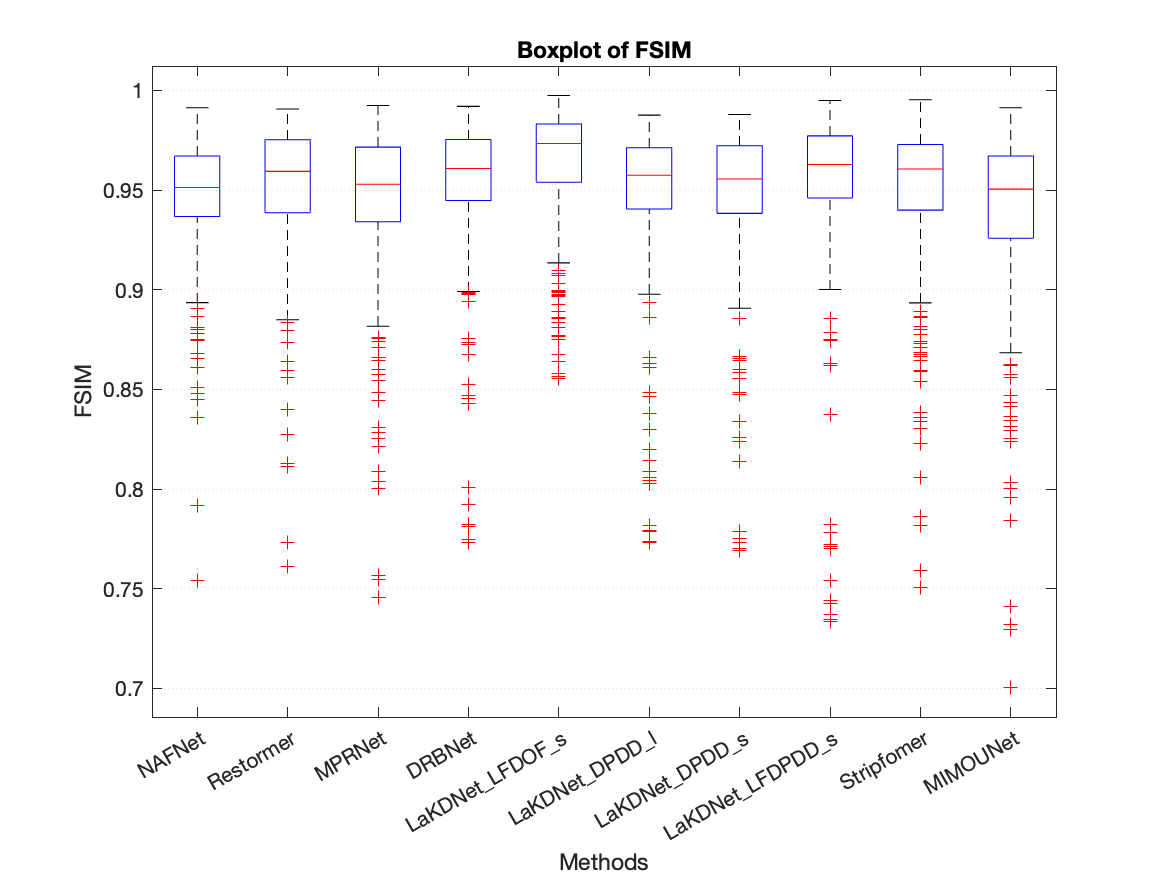 Boxplot of FSIM
1
0.95
0.9
0.85
0.8
0.75
0.7
FSIM
NAFNet
Restormer
MPRNet
DRBNet
LaKDNet_LFDOF_s
LaKDNet_DPDD_l
LaKDNet_DPDD_s
LaKDNet_LFDPDD_s
Stripfomer
MIMOUNet
Methods